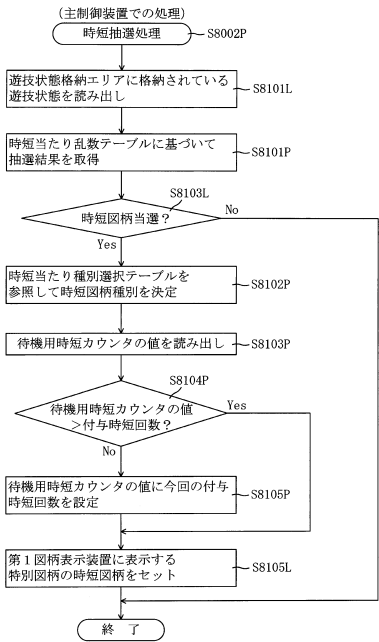 (主制御装置での処理)
時短抽選処理
S8002P
遊技状態格納エリアに格納されている
遊技状態を読み出し
S8101L
時短当たり乱数テーブルに基づいて
抽選結果を取得
S8101P
S8103L
時短図柄当選?
No
Yes
時短当たり種別選択テーブルを
参照して時短図柄種別を決定
S8102P
待機用時短カウンタの値を読み出し
S8103P
S8104P
待機用時短カウンタの値
>付与時短回数?
Yes
No
待機用時短カウンタの値に今回の付与
時短回数を設定
S8105P
第1図柄表示装置に表示する
特別図柄の時短図柄をセット
S8105L
終 了